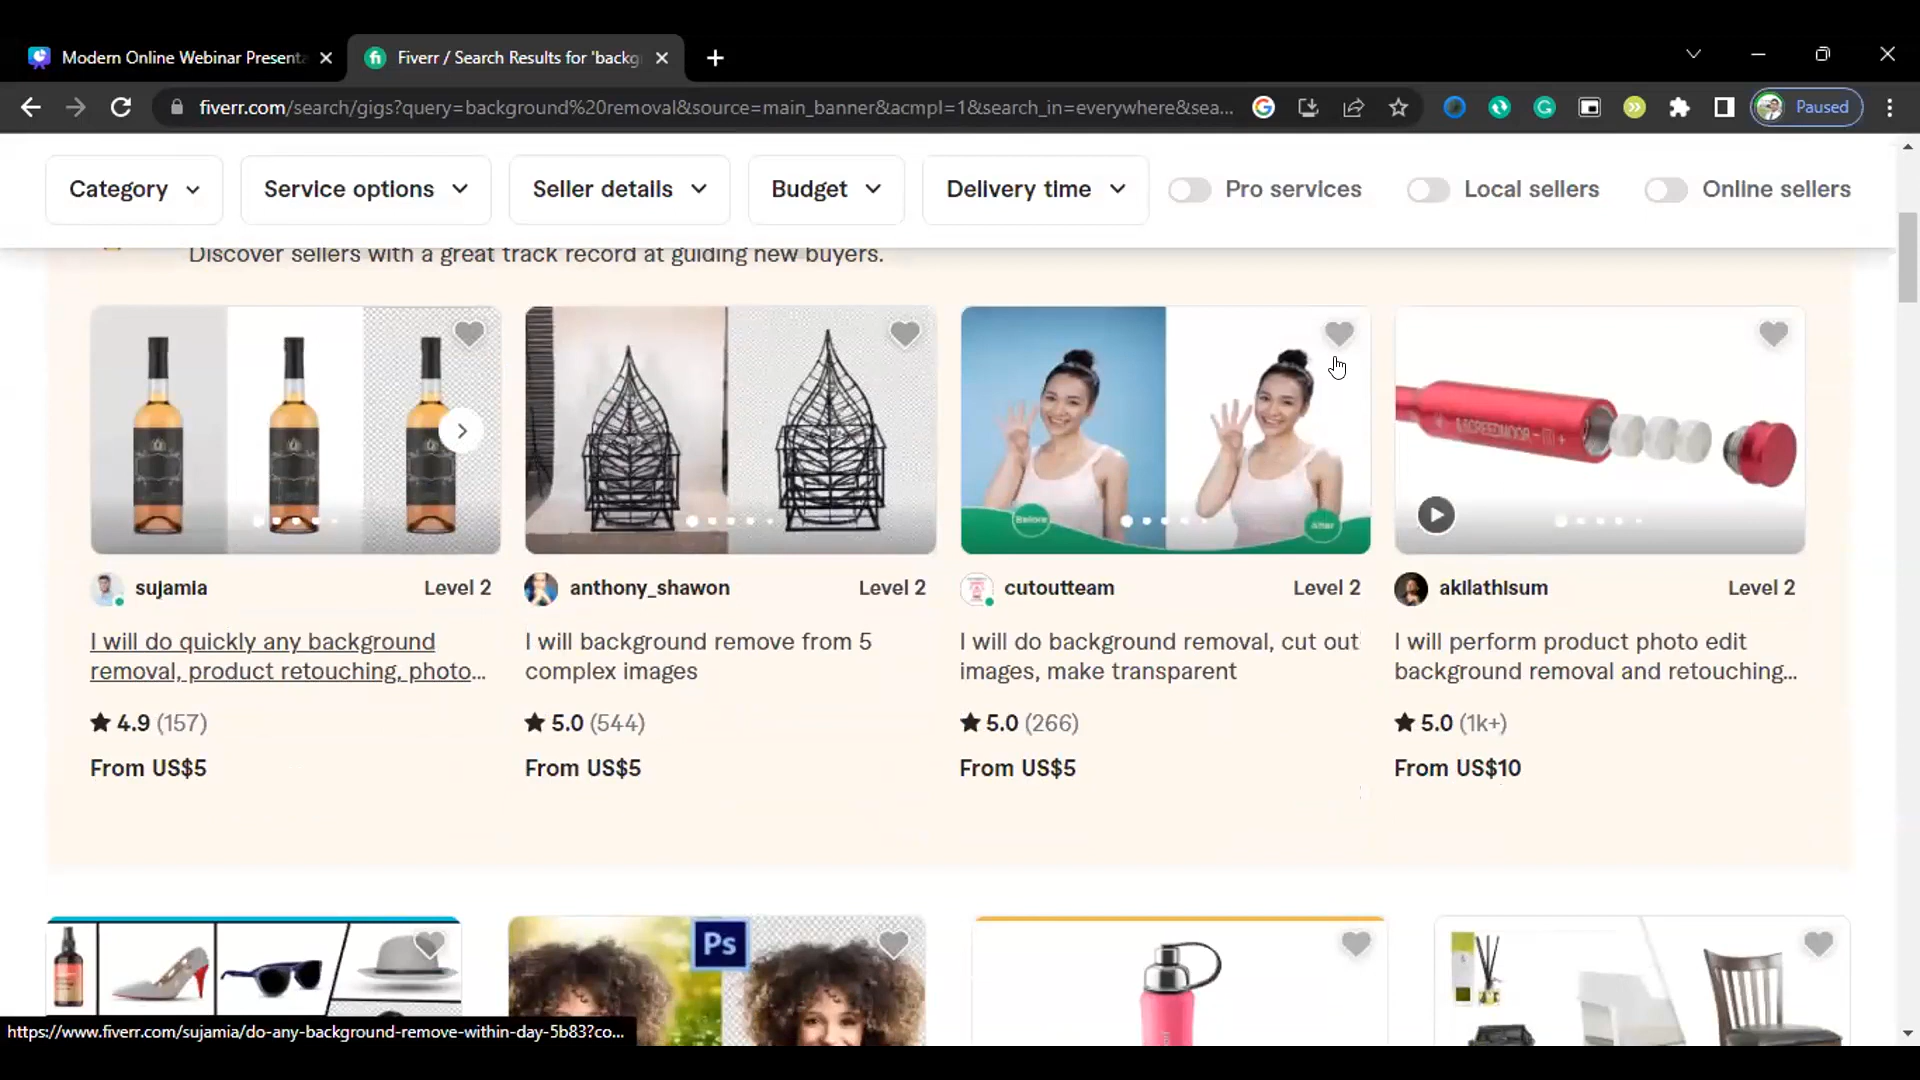 Modern Online Webinar Presenta
Fiverr / Search Results for 'backg
fiverr.com/search/gigs?query=background%20removal&source=main_banner&acmpl=1&search_in=everywhere&sea...
Paused
Category
Service options
Seller details
Budget
Delivery time
Pro services
Local sellers
Online sellers
Discover sellers with a great track record at guiding new buyers.
Before
After
sujamia
Level 2
I will do quickly any background
removal, product retouching, photo...
4.9 (157)
From US$5
anthony_shawon
Level 2
I will background remove from 5
complex images
5.0 (544)
From US$5
cutoutteam
Level 2
I will do background removal, cut out
images, make transparent
5.0 (266)
From US$5
akilathisum
Level 2
I will perform product photo edit
background removal and retouching...
5.0 (1k+)
From US$10
Ps
https://www.fiverr.com/sujamia/do-any-background-remove-within-day-5b83?co...